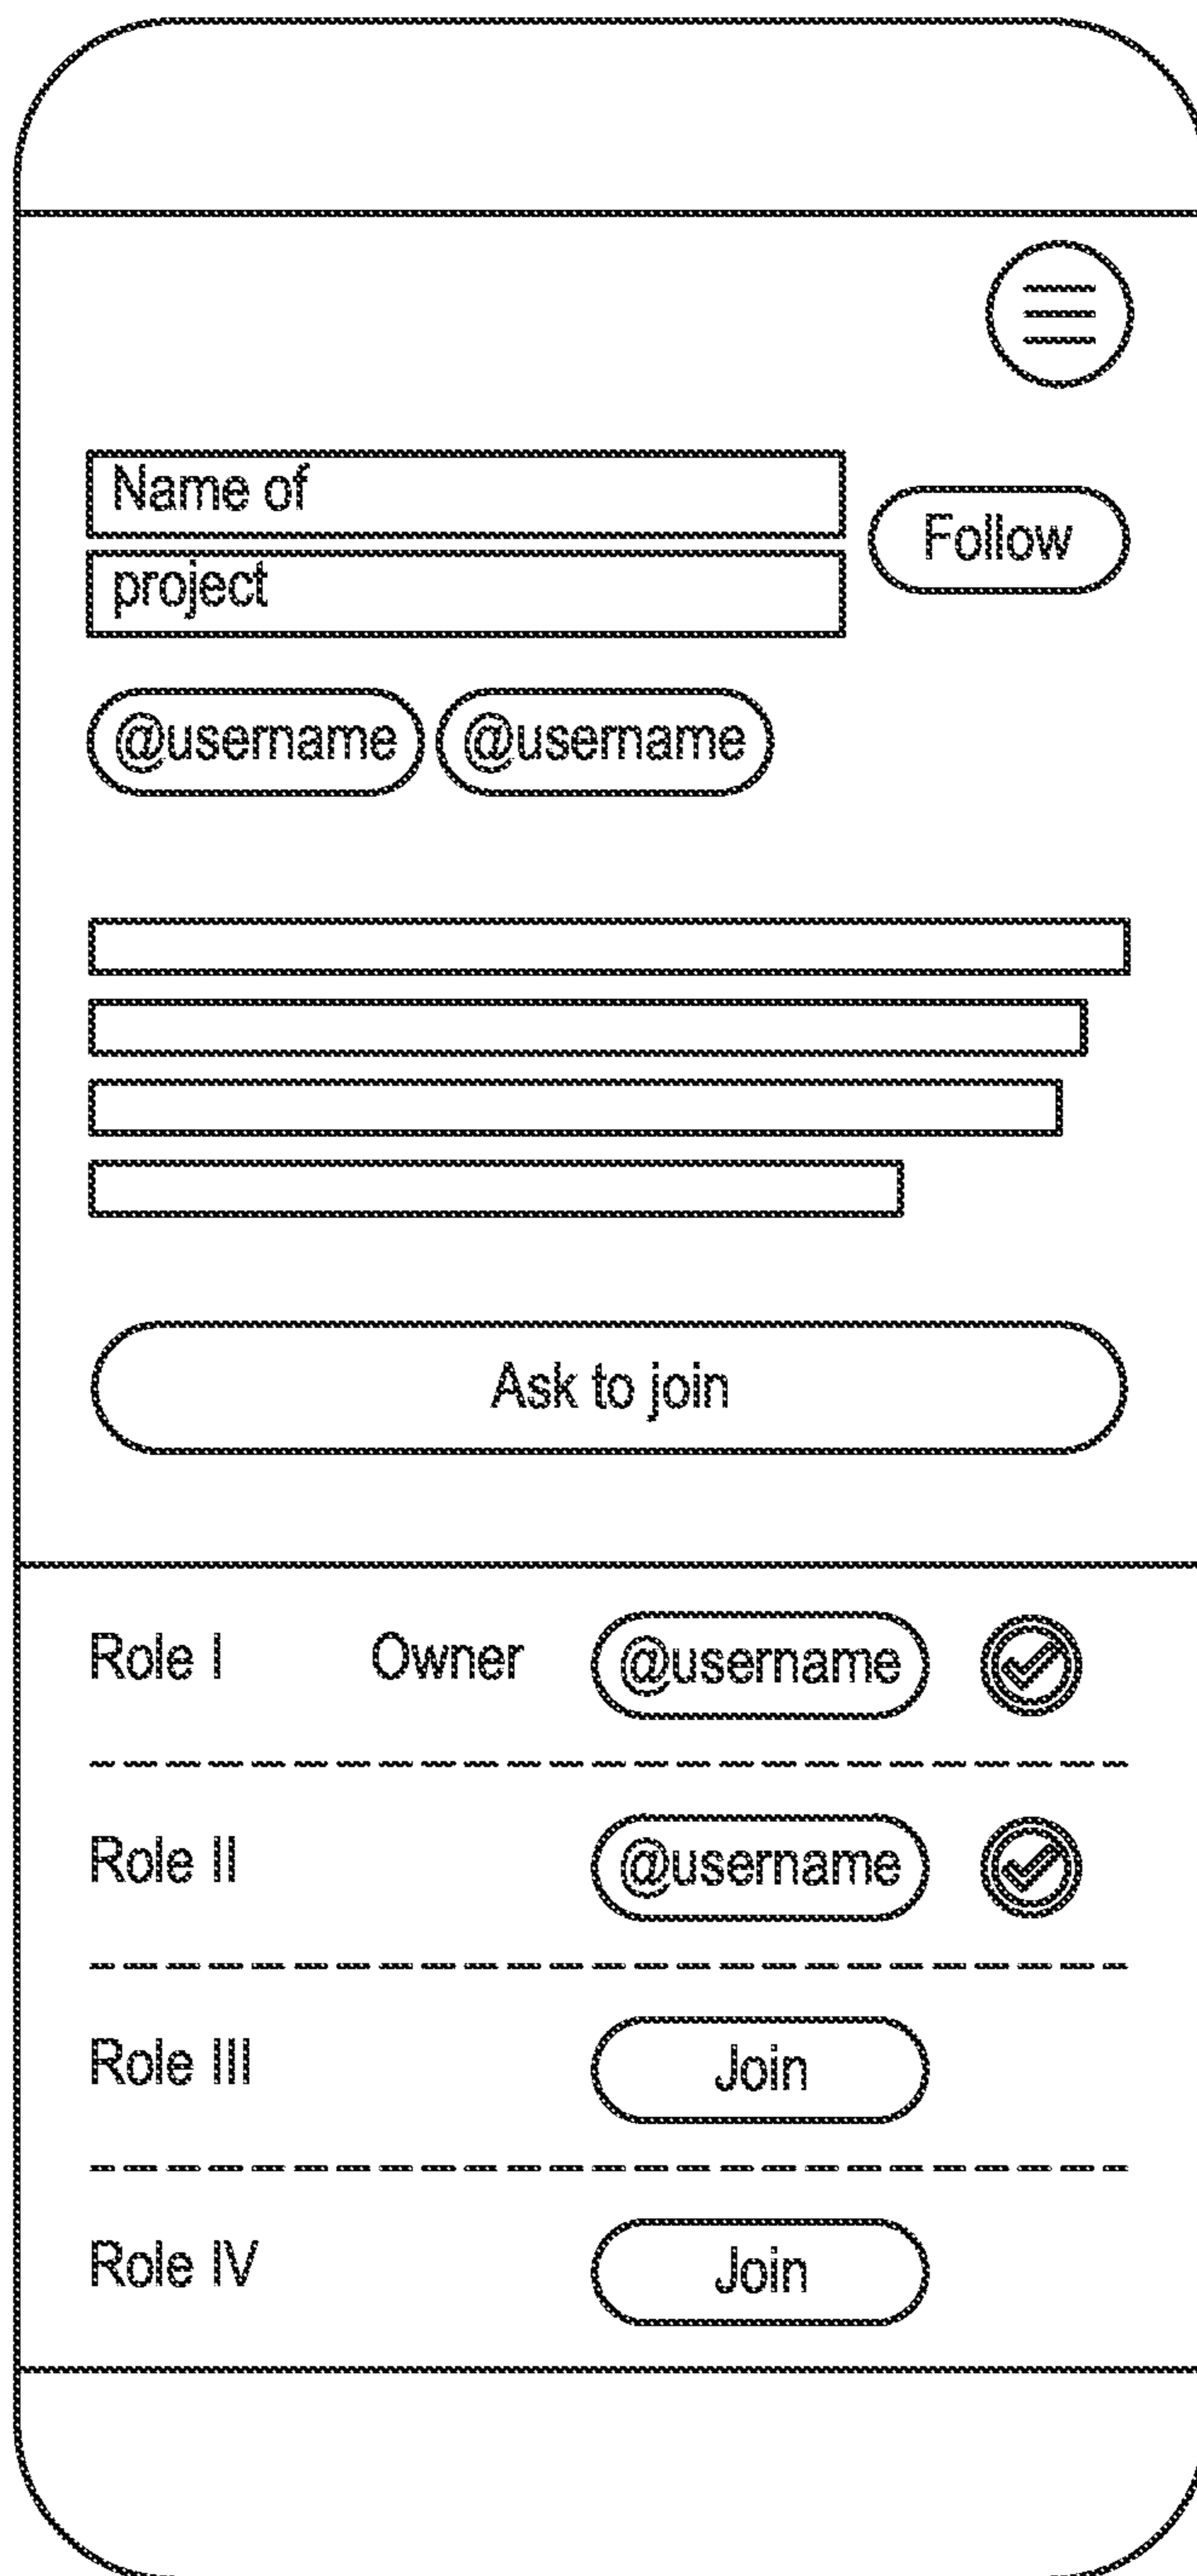 Name of
Follow
project
@username @username
Ask to join
Role I Owner @username
Role II @username
Role III Join
Role IV Join